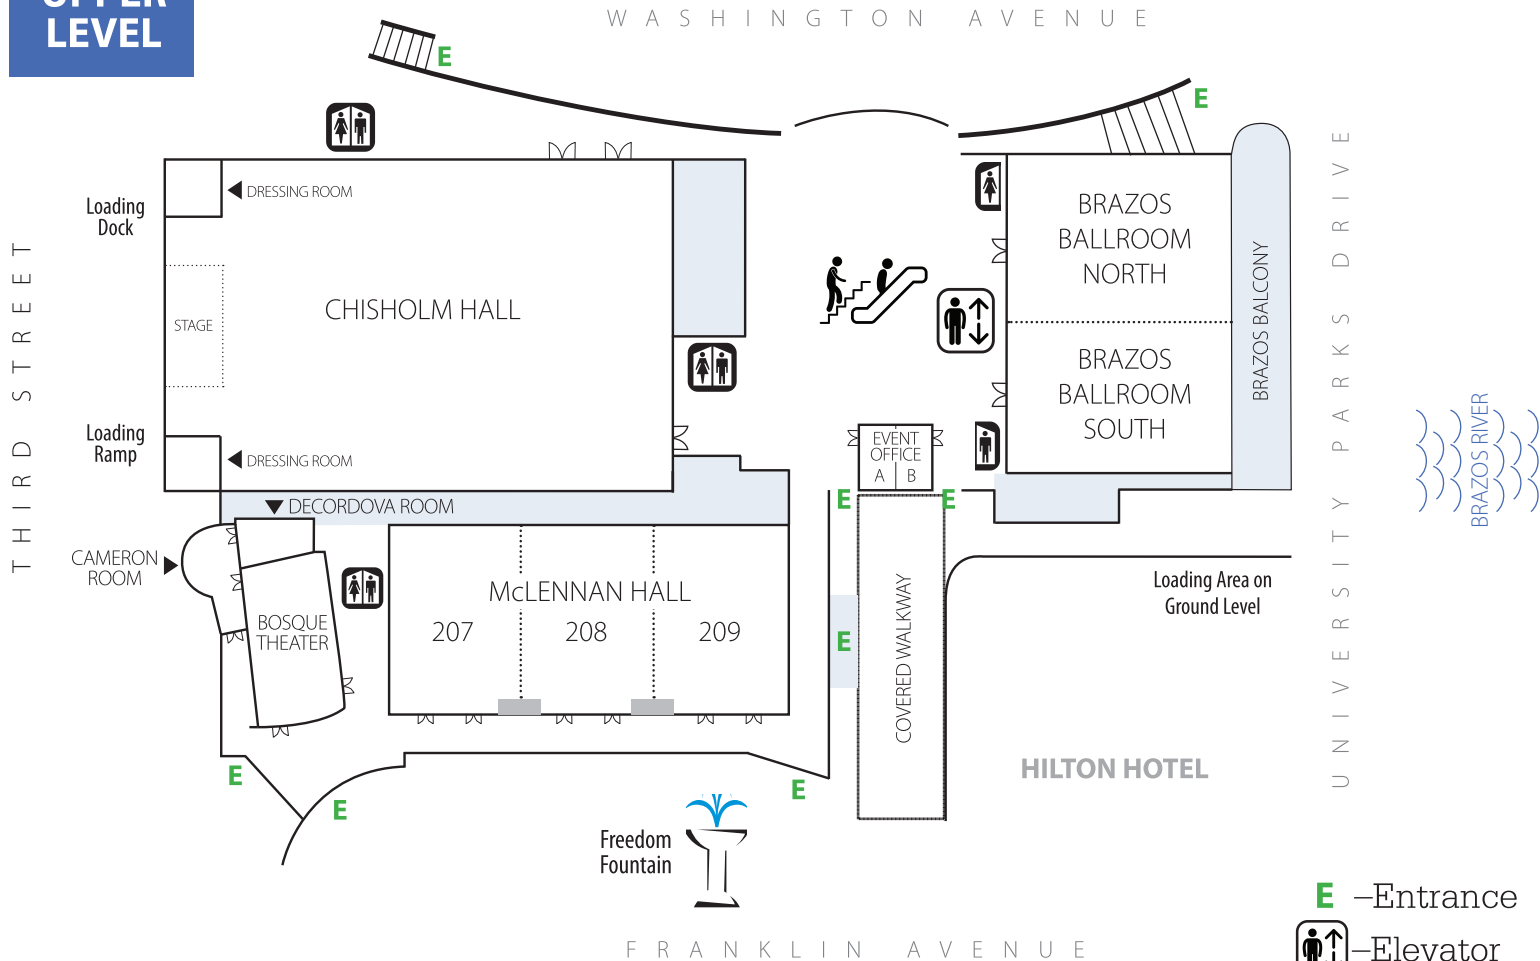 UPPER
LEVEL
WASHINGTON AVENUE
E
E
DRESSING ROOM
Loading
Dock
THIRD STREET
STAGE
CHISHOLM HALL
BRAZOS
BALLROOM
NORTH
BRAZOS
BALLROOM
SOUTH
BRAZOS BALCONY
UNIVERSITY PARKS DRIVE
BRAZOS RIVER
Loading
Ramp
DRESSING ROOM
EVENT
OFFICE
A B
E
E
DECORDOVA ROOM
CAMERON
ROOM
BOSQUE
THEATER
McLENNAN HALL
207
208
209
E
COVERED WALKWAY
Loading Area on
Ground Level
HILTON HOTEL
E
E
E
Freedom
Fountain
FRANKLIN AVENUE
E –Entrance
–Elevator